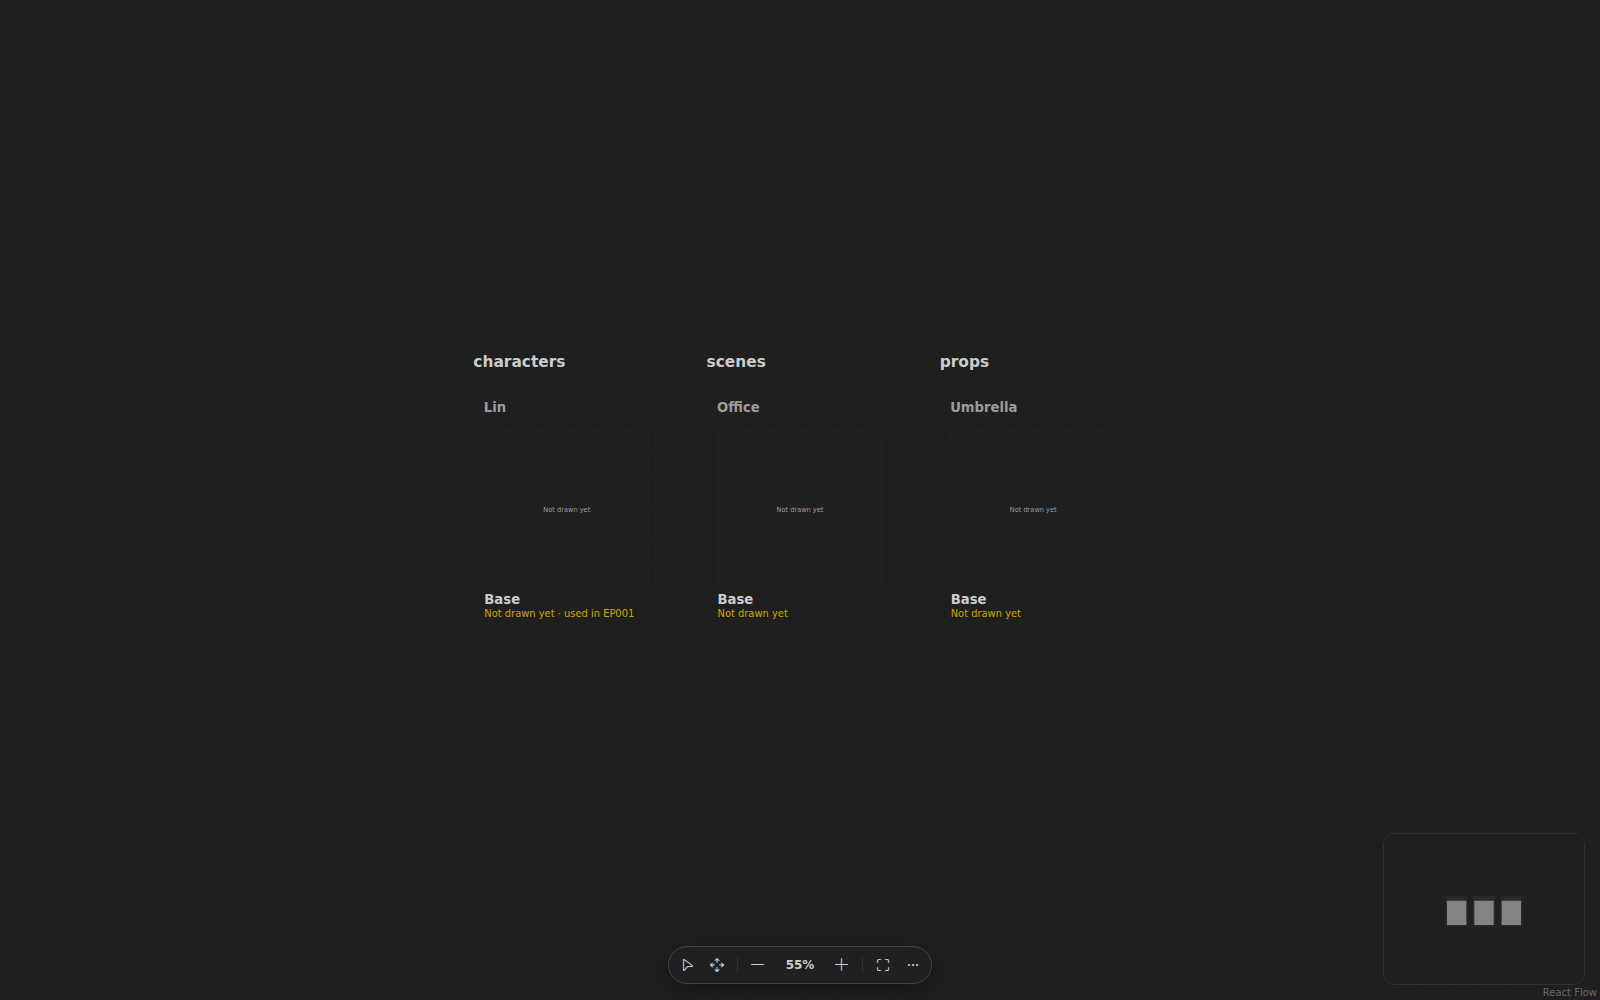 characters
scenes
props
Lin
Office
Umbrella
Not drawn yet
Not drawn yet
Not drawn yet
Base
Base
Base
Not drawn yet · used in EP001
Not drawn yet
Not drawn yet
55%
React Flow